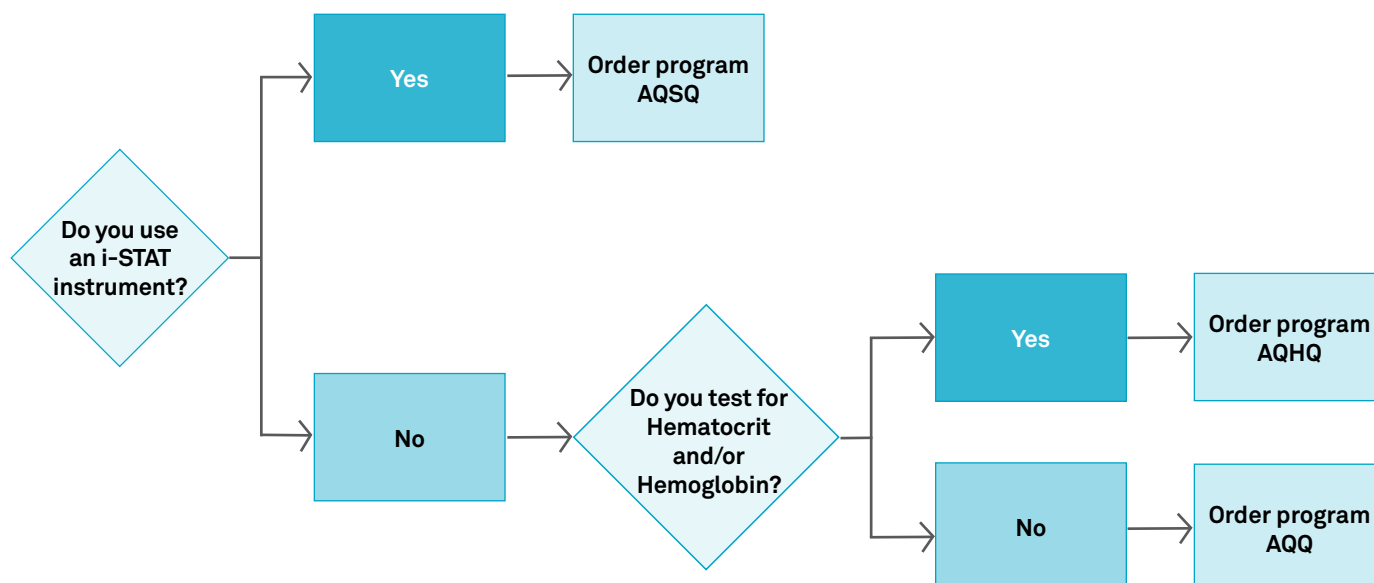 Do you use
an i-STAT
instrument?
Yes
Order program
AQSQ
No
Do you test for
Hematocrit
and/or
Hemoglobin?
Yes
Order program
AQHQ
No
Order program
AQQ